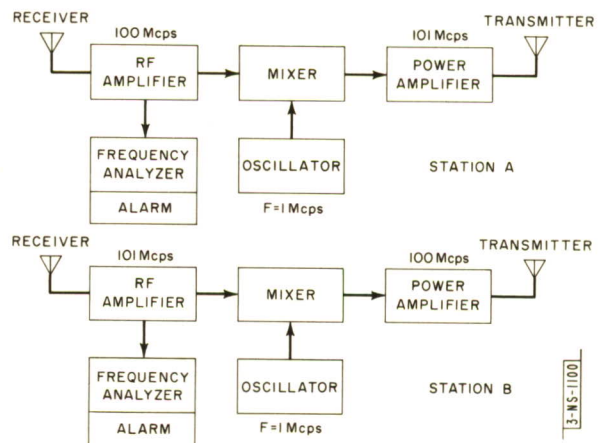 RECEIVER
TRANSMITTER
100 Mcps
101 Mcps
RF
AMPLIFIER
MIXER
POWER
AMPLIFIER
FREQUENCY
ANALYZER
ALARM
OSCILLATOR
STATION A
F=1 Mcps
RECEIVER
TRANSMITTER
101 Mcps
100 Mcps
RF
AMPLIFIER
MIXER
POWER
AMPLIFIER
FREQUENCY
ANALYZER
ALARM
OSCILLATOR
STATION B
F=1 Mcps
3-NS-1100